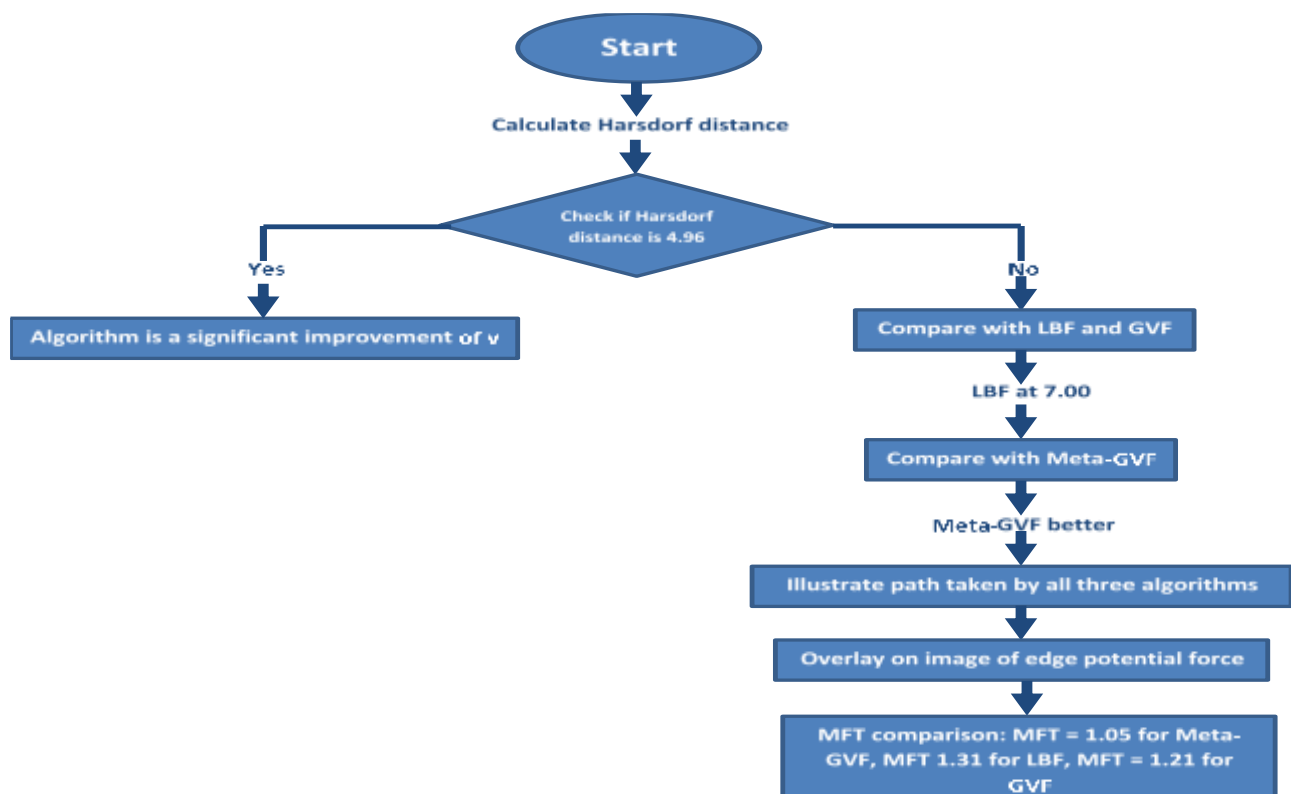 Start
Calculate Harsdorf distance
Check if Harsdorf
distance is 4.96
Yes
No
Algorithm is a significant improvement of v
Compare with LBF and GVF
LBF at 7.00
Compare with Meta-GVF
Meta-GVF better
Illustrate path taken by all three algorithms
Overlay on image of edge potential force
MFT comparison: MFT = 1.05 for Meta-
GVF, MFT 1.31 for LBF, MFT = 1.21 for
GVF